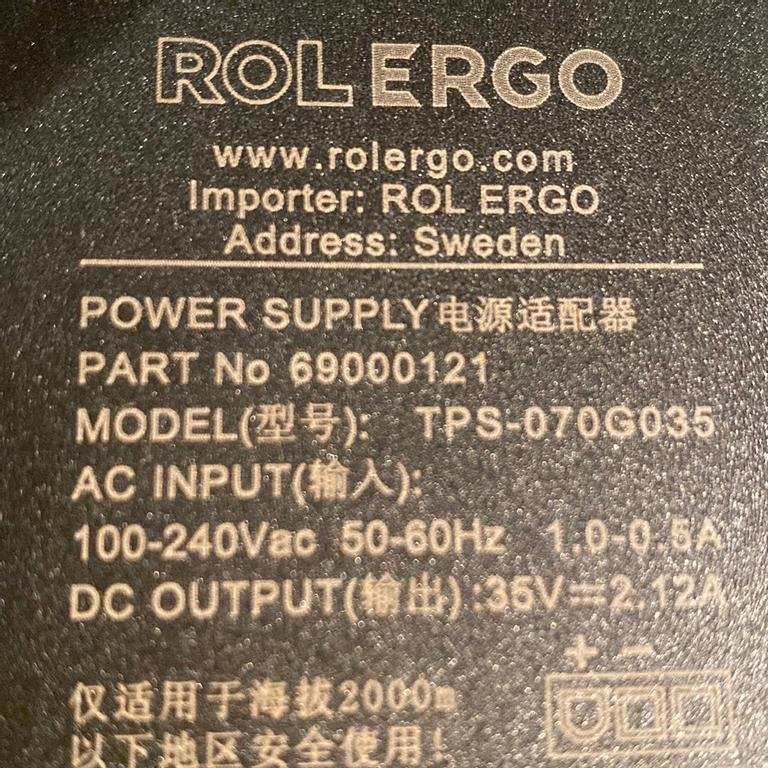 ROL ERGO
www.rolergo.com
Importer: ROL ERGO
Address: Sweden
POWER SUPPLY 电源适配器
PART No 69000121
MODEL(型号): TPS-070G035
AC INPUT(输入):
100-240Vac 50-60Hz 1.0-0.5A
DC OUTPUT(输出):35V⎓2.12A
+ -
仅适用于海拔2000m
以下地区安全使用!